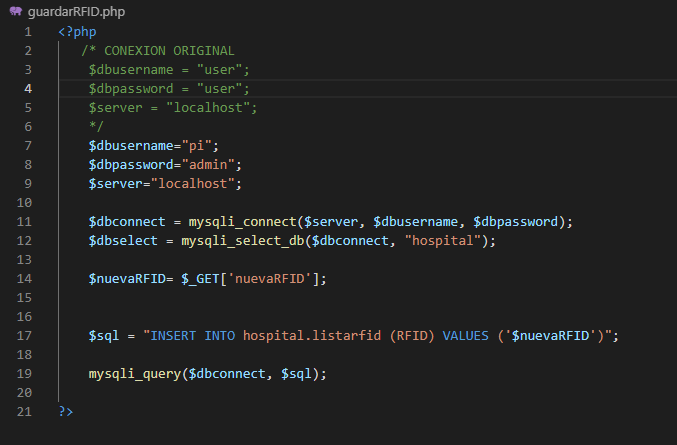 guardarRFID.php
1 <?php
2 /* CONEXION ORIGINAL
3 $dbusername = "user";
4 $dbpassword = "user";
5 $server = "localhost";
6 */
7 $dbusername="pi";
8 $dbpassword="admin";
9 $server="localhost";
10
11 $dbconnect = mysqli_connect($server, $dbusername, $dbpassword);
12 $dbselect = mysqli_select_db($dbconnect, "hospital");
13
14 $nuevaRFID= $_GET['nuevaRFID'];
15
16
17 $sql = "INSERT INTO hospital.listarfid (RFID) VALUES ('$nuevaRFID')";
18
19 mysqli_query($dbconnect, $sql);
20
21 ?>